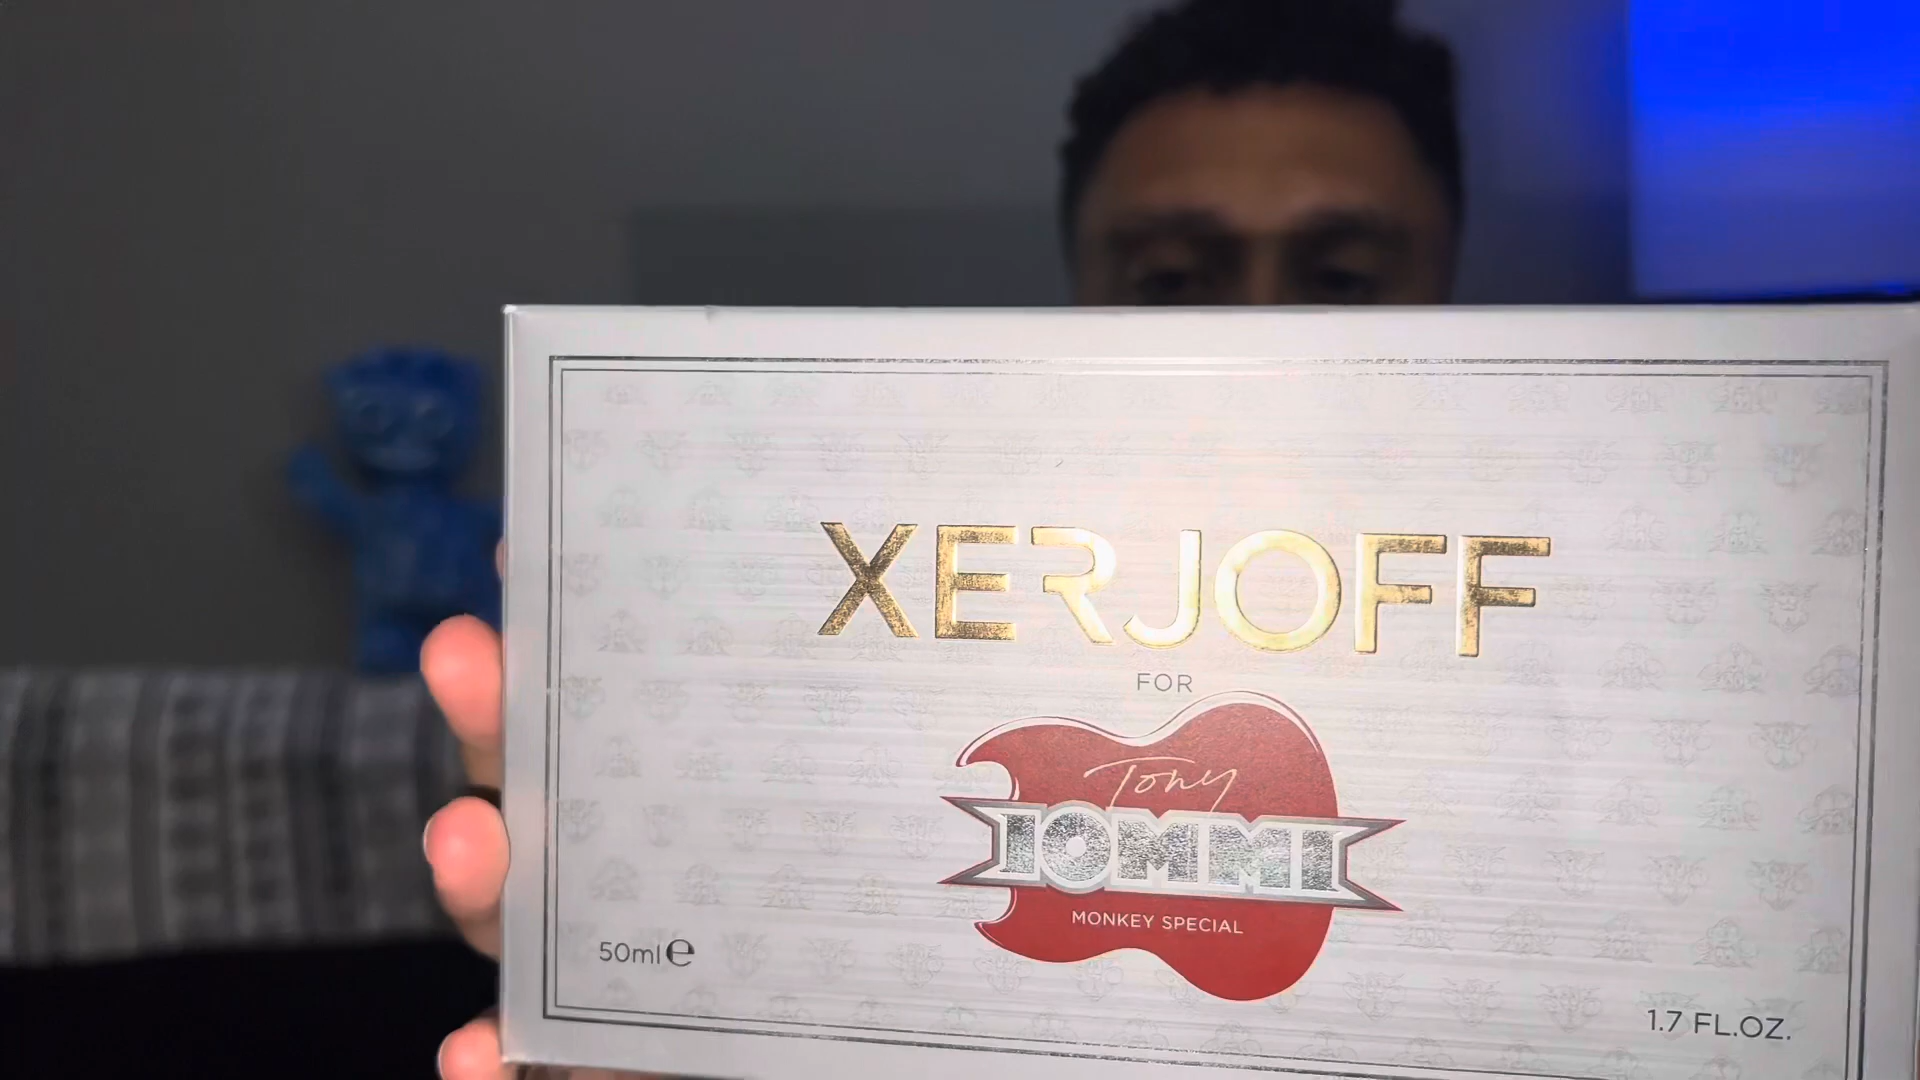 XERJOFF
FOR
Tony
IOMMI
MONKEY SPECIAL
50ml℮
1.7 FL.OZ.